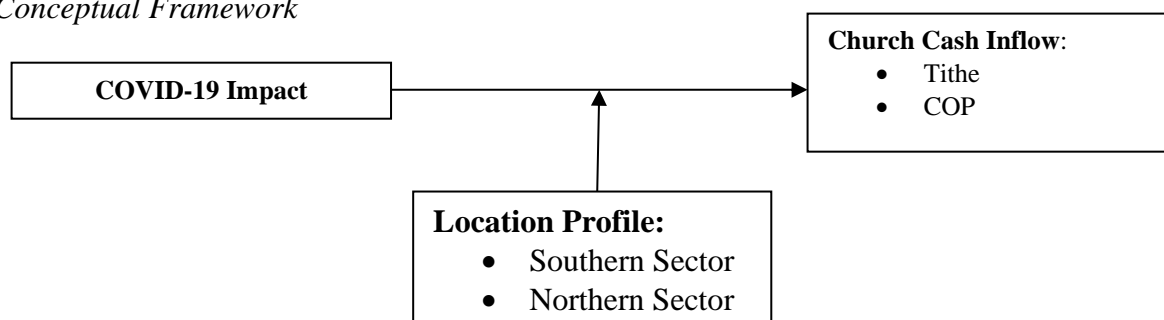 Conceptual Framework
COVID-19 Impact
Church Cash Inflow:
• Tithe
• COP
Location Profile:
• Southern Sector
• Northern Sector